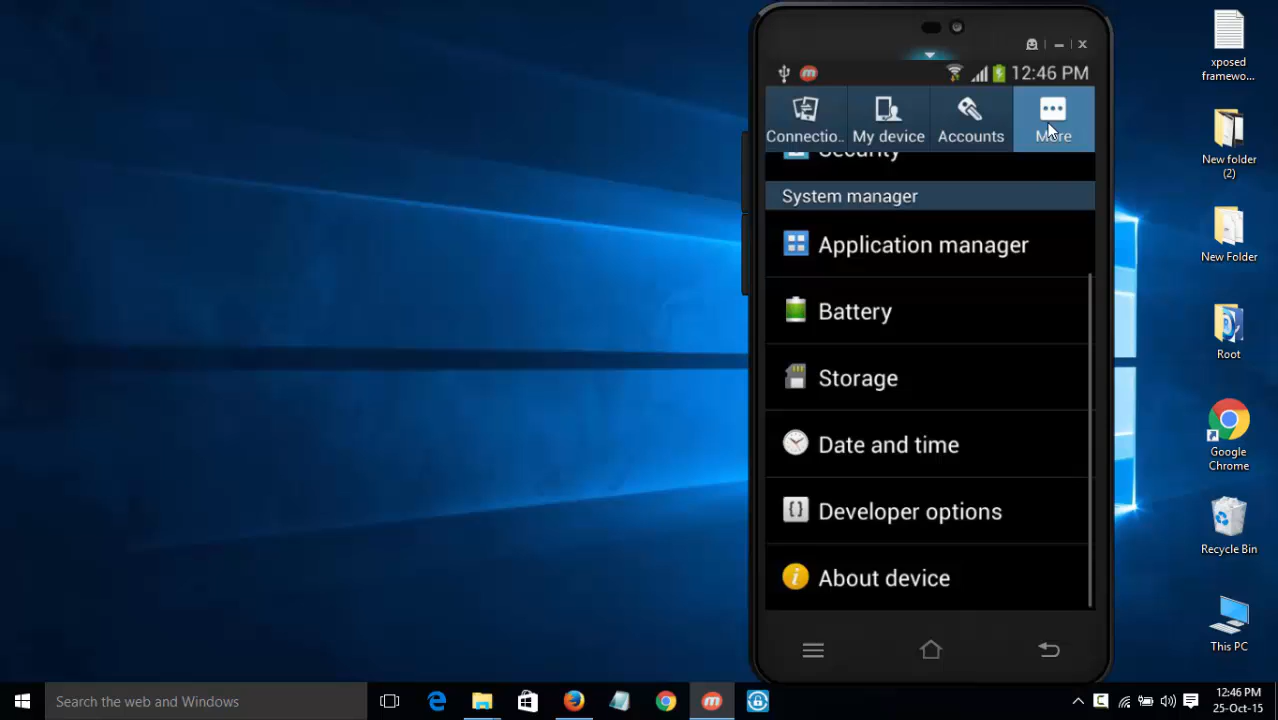 12:46 PM
Connectio..
My device
Accounts
More
Security
System manager
Application manager
Battery
Storage
Date and time
Developer options
About device
xposed
framewo...
New folder
(2)
New Folder
Root
Google
Chrome
Recycle Bin
This PC
Search the web and Windows
12:46 PM
25-Oct-15